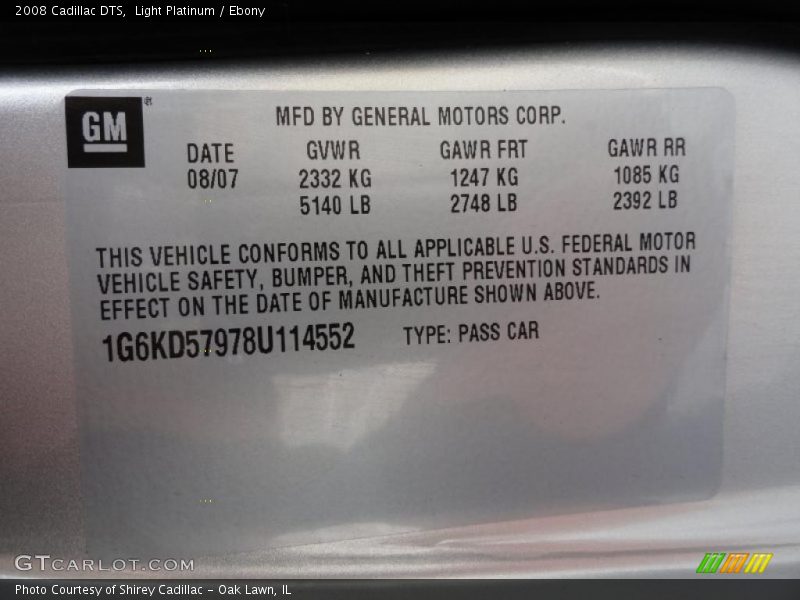 2008 Cadillac DTS, Light Platinum / Ebony
GM
MFD BY GENERAL MOTORS CORP.
DATE GVWR GAWR FRT GAWR RR
08/07 2332 KG 1247 KG 1085 KG
5140 LB 2748 LB 2392 LB
THIS VEHICLE CONFORMS TO ALL APPLICABLE U.S. FEDERAL MOTOR
VEHICLE SAFETY, BUMPER, AND THEFT PREVENTION STANDARDS IN
EFFECT ON THE DATE OF MANUFACTURE SHOWN ABOVE.
1G6KD57978U114552 TYPE: PASS CAR
GTCARLOT.COM
Photo Courtesy of Shirey Cadillac - Oak Lawn, IL